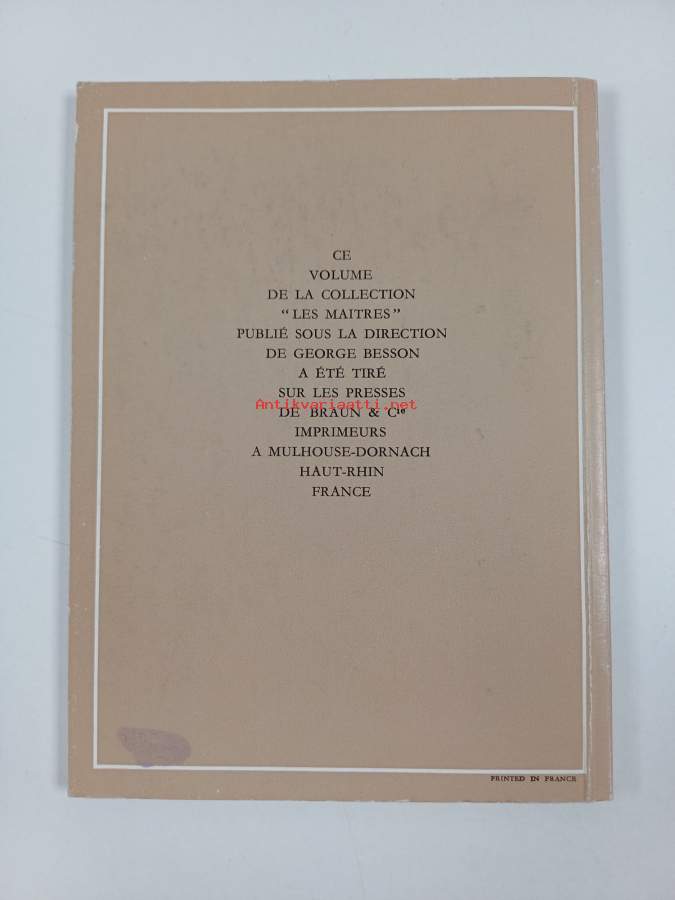 CE
VOLUME
DE LA COLLECTION
“ LES MAITRES ”
PUBLIÉ SOUS LA DIRECTION
DE GEORGE BESSON
A ÉTÉ TIRÉ
SUR LES PRESSES
Antikvariaatti.net
DE BRAUN & Cie
IMPRIMEURS
A MULHOUSE-DORNACH
HAUT-RHIN
FRANCE
PRINTED IN FRANCE